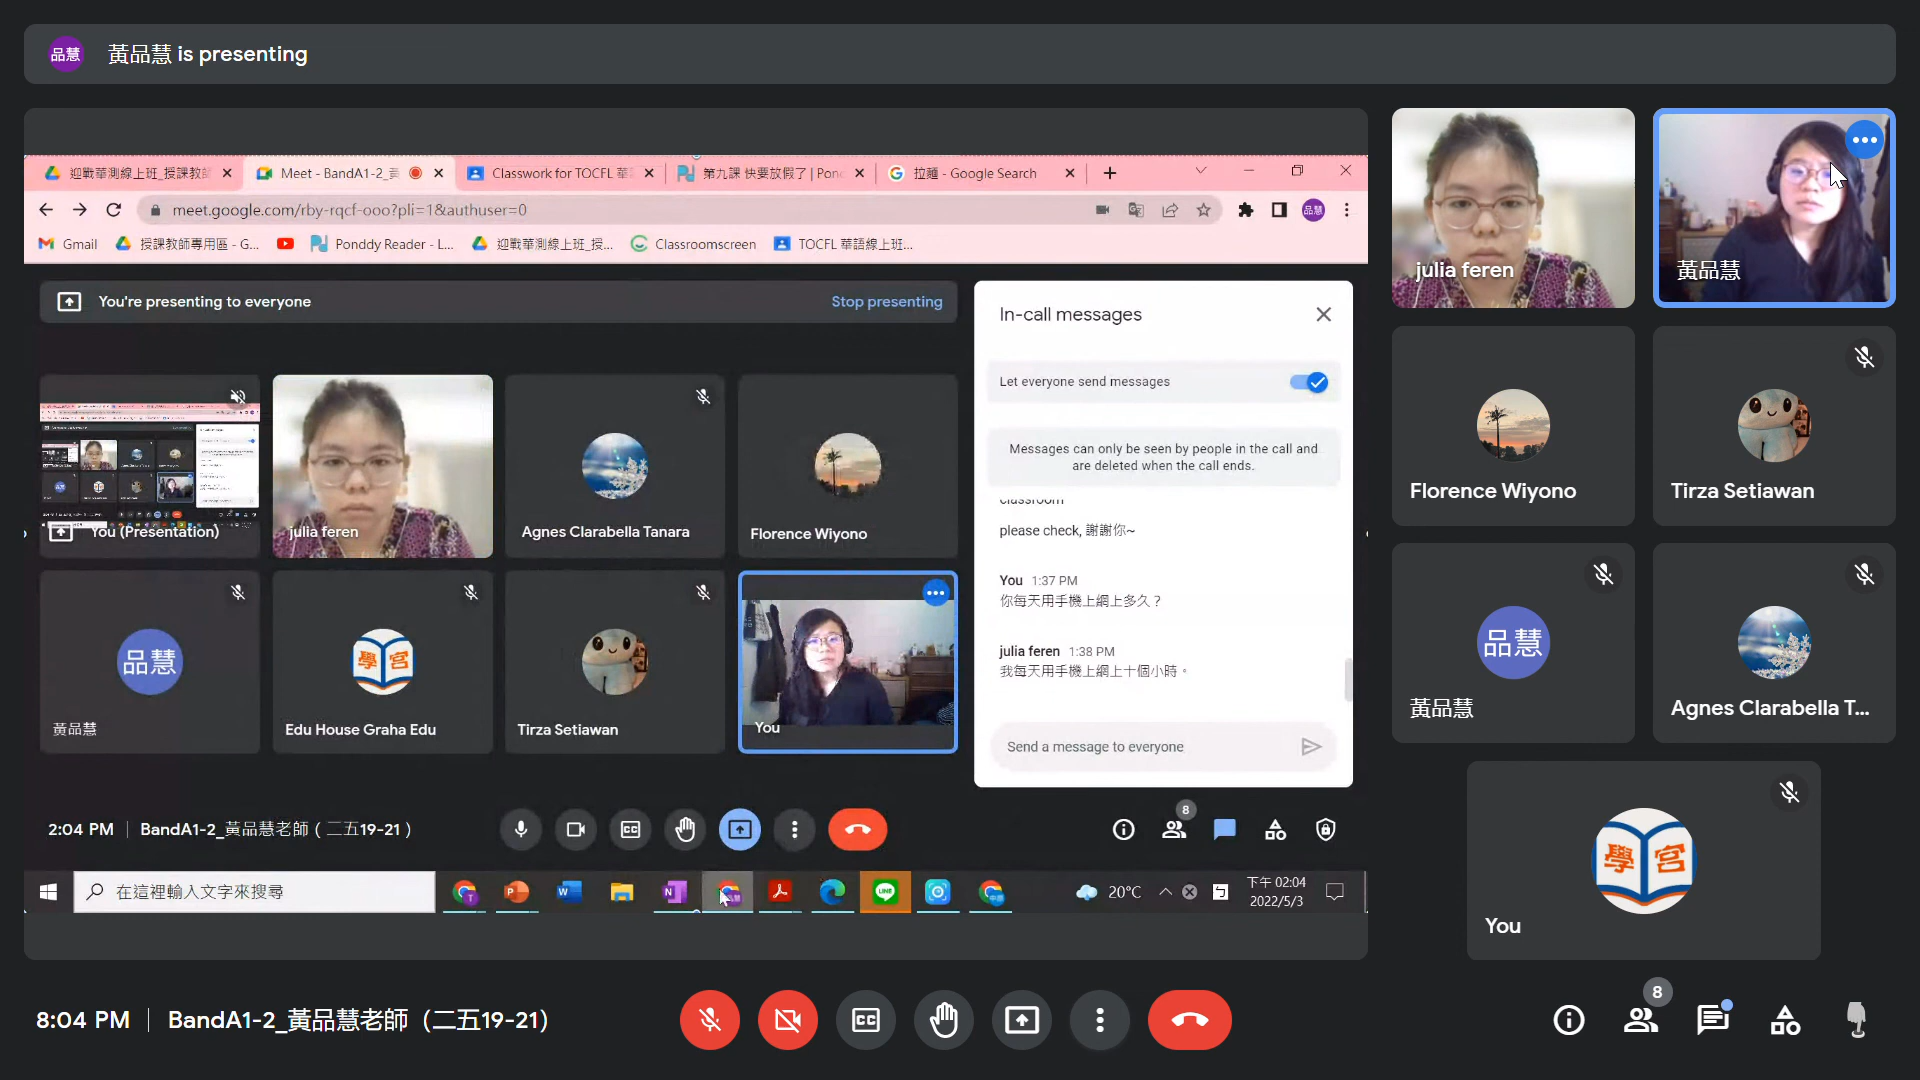 品慧 黃品慧 is presenting
迎戰華測線上班_授課教師
Meet - BandA1-2_黃
Classwork for TOCFL 華
第九課 快要放假了 | Pond
拉麵 - Google Search
meet.google.com/rby-rqcf-ooo?pli=1&authuser=0
品慧
Gmail
授課教師專用區 - G...
Ponddy Reader - L...
迎戰華測線上班_授...
Classroomscreen
TOCFL 華語線上班...
You're presenting to everyone
Stop presenting
You (Presentation)
julia feren
Agnes Clarabella Tanara
Florence Wiyono
品慧
黃品慧
學宮
Edu House Graha Edu
Tirza Setiawan
You
In-call messages
Let everyone send messages
Messages can only be seen by people in the call and
are deleted when the call ends.
classroom
please check, 謝謝你~
You 1:37 PM
你每天用手機上網上多久？
julia feren 1:38 PM
我每天用手機上網上十個小時。
Send a message to everyone
2:04 PM
BandA1-2_黃品慧老師 ( 二五19-21 )
CC
8
在這裡輸入文字來搜尋
LINE
20°C
下午 02:04
2022/5/3
julia feren
黃品慧
Florence Wiyono
Tirza Setiawan
品慧
黃品慧
Agnes Clarabella T...
學宮
You
8:04 PM
BandA1-2_黃品慧老師（二五19-21）
CC
8